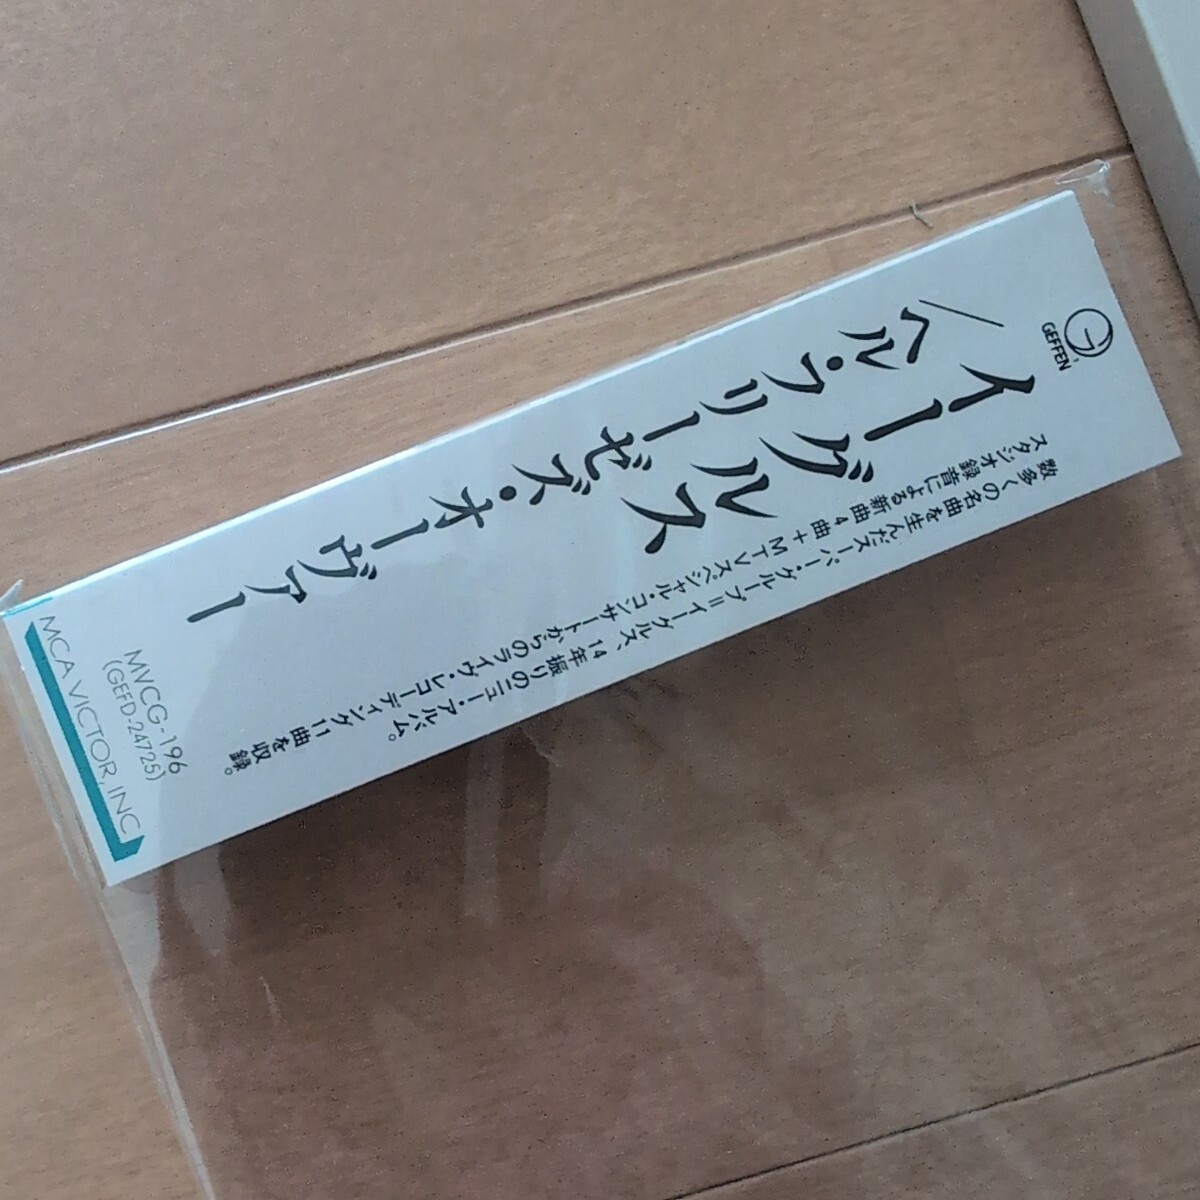 GEFFEN
イーグルス
／ヘル・フリーゼズ・オーヴァー
数多くの名曲を生んだスーパー・グループ＝イーグルス、14年振りのニュー・アルバム。
スタジオ録音による新曲4曲＋MTVスペシャル・コンサートからのライヴ・レコーディング11曲を収録。
MVCG-196
(GEFD-24725)
MCA VICTOR, INC